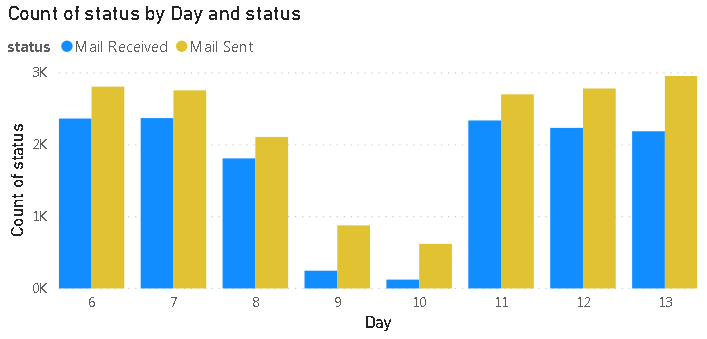 Count of status by Day and status
status Mail Received Mail Sent
3K
2K
1K
0K
Count of status
6 7 8 9 10 11 12 13
Day